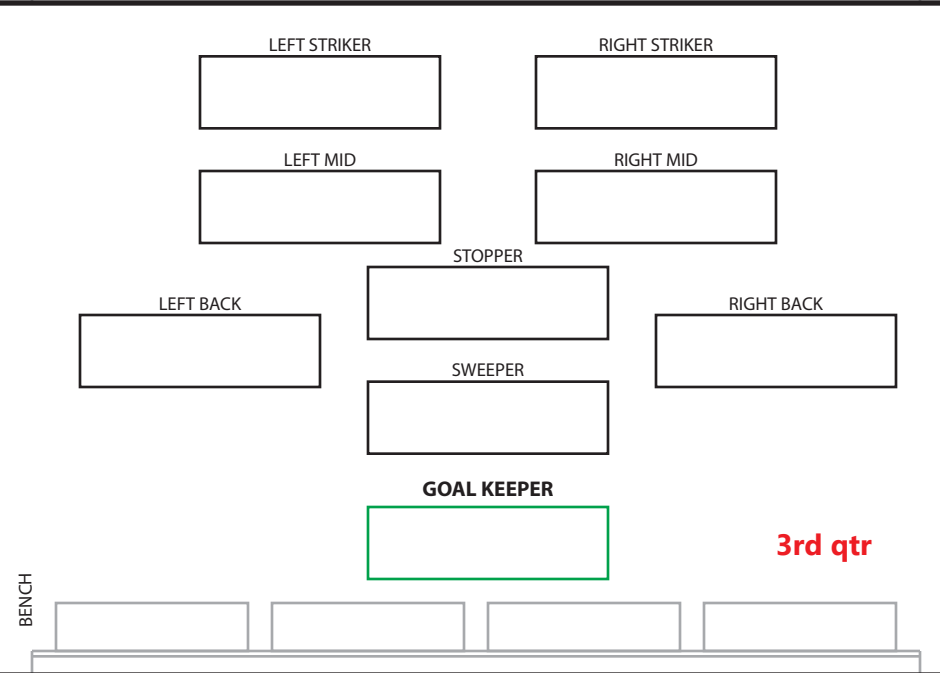 LEFT STRIKER
RIGHT STRIKER
LEFT MID
RIGHT MID
STOPPER
LEFT BACK
RIGHT BACK
SWEEPER
GOAL KEEPER
3rd qtr
BENCH